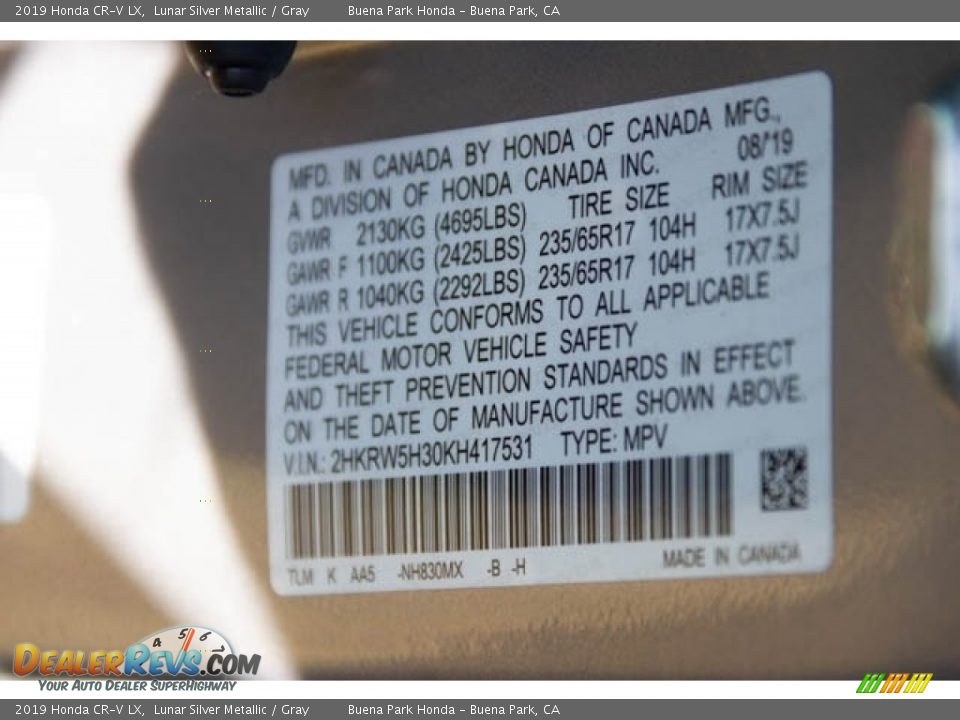 2019 Honda CR-V LX, Lunar Silver Metallic / Gray Buena Park Honda - Buena Park, CA
MFD. IN CANADA BY HONDA OF CANADA MFG.,
A DIVISION OF HONDA CANADA INC. 08/'19
GVWR 2130KG (4695LBS) TIRE SIZE RIM SIZE
GAWR F 1100KG (2425LBS) 235/65R17 104H 17X7.5J
GAWR R 1040KG (2292LBS) 235/65R17 104H 17X7.5J
THIS VEHICLE CONFORMS TO ALL APPLICABLE
FEDERAL MOTOR VEHICLE SAFETY
AND THEFT PREVENTION STANDARDS IN EFFECT
ON THE DATE OF MANUFACTURE SHOWN ABOVE.
V.I.N.: 2HKRW5H30KH417531 TYPE: MPV
TLM K AA5 -NH830MX -B -H MADE IN CANADA
4 5 6
DEALERREVS.COM
YOUR AUTO DEALER SUPERHIGHWAY
2019 Honda CR-V LX, Lunar Silver Metallic / Gray Buena Park Honda - Buena Park, CA